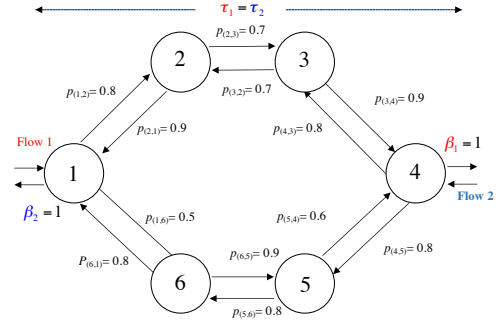 τ₁ = τ₂
p(2,3)= 0.7
2
3
p(3,2)= 0.7
p(1,2)= 0.8
p(3,4)= 0.9
p(2,1)= 0.9
p(4,3)= 0.8
Flow 1
β₁ = 1
1
4
Flow 2
β₂ = 1
p(1,6)= 0.5
p(5,4)= 0.6
p(4,5)= 0.8
p(6,5)= 0.9
P(6,1)= 0.8
6
5
p(5,6)= 0.8